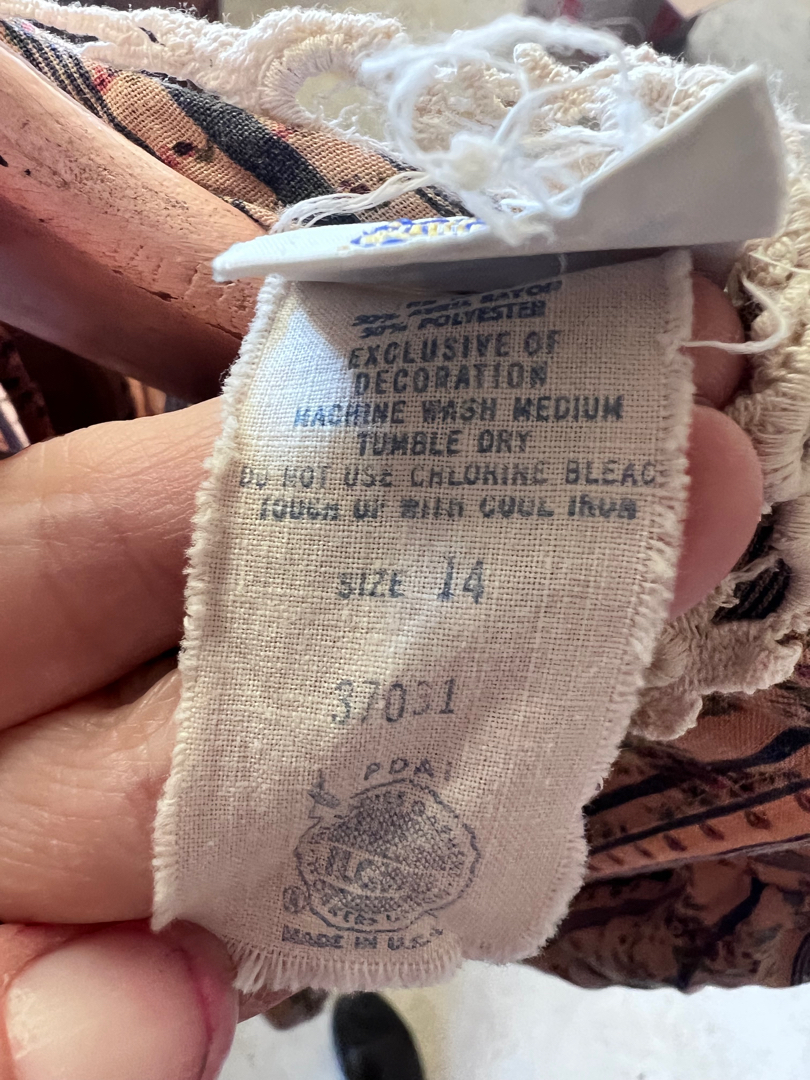 RAYON
POLYESTER
EXCLUSIVE OF
DECORATION
MACHINE WASH MEDIUM
TUMBLE DRY
DO NOT USE CHLORINE BLEAC
TOUCH UP WITH COOL IRON
SIZE 14
37031
MADE IN U.S.A